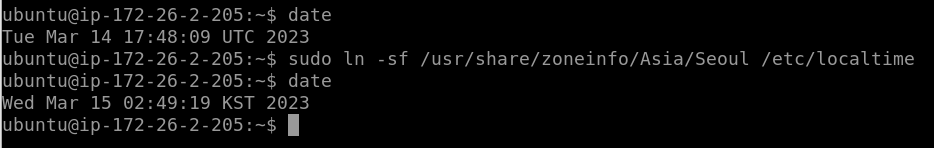 ubuntu@ip-172-26-2-205:~$ date
Tue Mar 14 17:48:09 UTC 2023
ubuntu@ip-172-26-2-205:~$ sudo ln -sf /usr/share/zoneinfo/Asia/Seoul /etc/localtime
ubuntu@ip-172-26-2-205:~$ date
Wed Mar 15 02:49:19 KST 2023
ubuntu@ip-172-26-2-205:~$